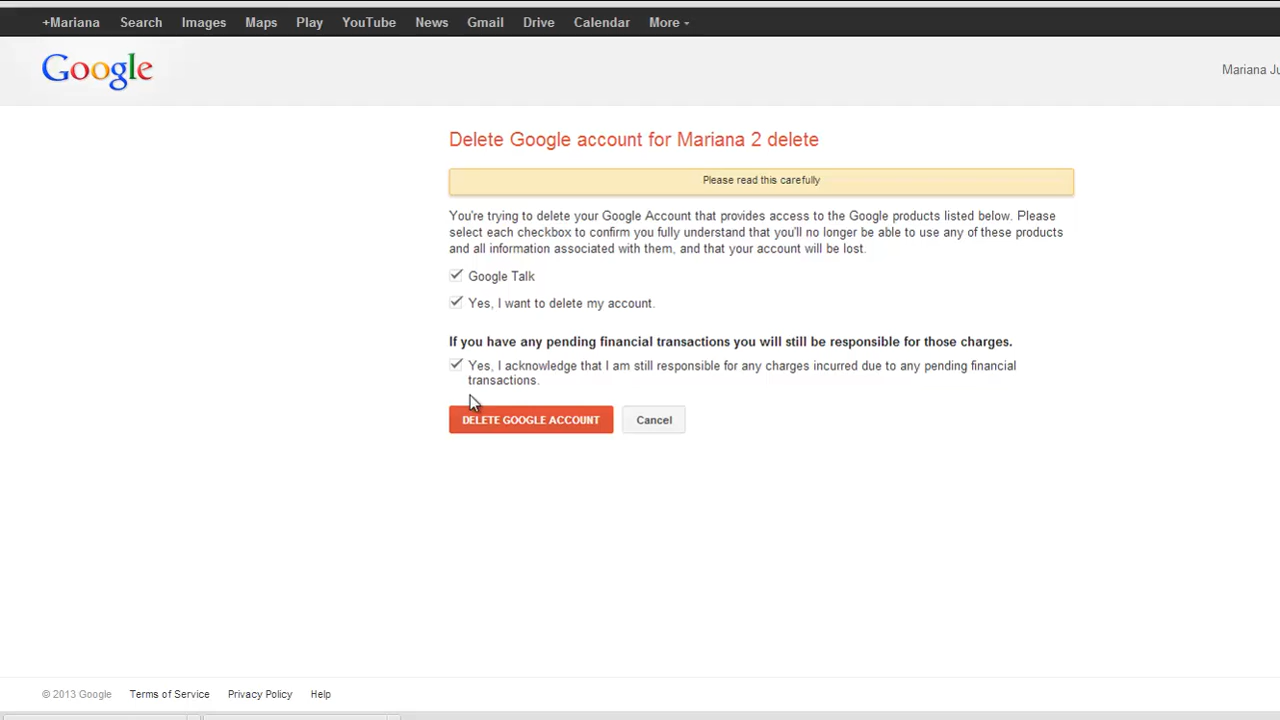 +Mariana Search Images Maps Play YouTube News Gmail Drive Calendar More
Google
Mariana Ju
Delete Google account for Mariana 2 delete
Please read this carefully
You're trying to delete your Google Account that provides access to the Google products listed below. Please
select each checkbox to confirm you fully understand that you'll no longer be able to use any of these products
and all information associated with them, and that your account will be lost.
Google Talk
Yes, I want to delete my account.
If you have any pending financial transactions you will still be responsible for those charges.
Yes, I acknowledge that I am still responsible for any charges incurred due to any pending financial
transactions.
DELETE GOOGLE ACCOUNT Cancel
© 2013 Google Terms of Service Privacy Policy Help